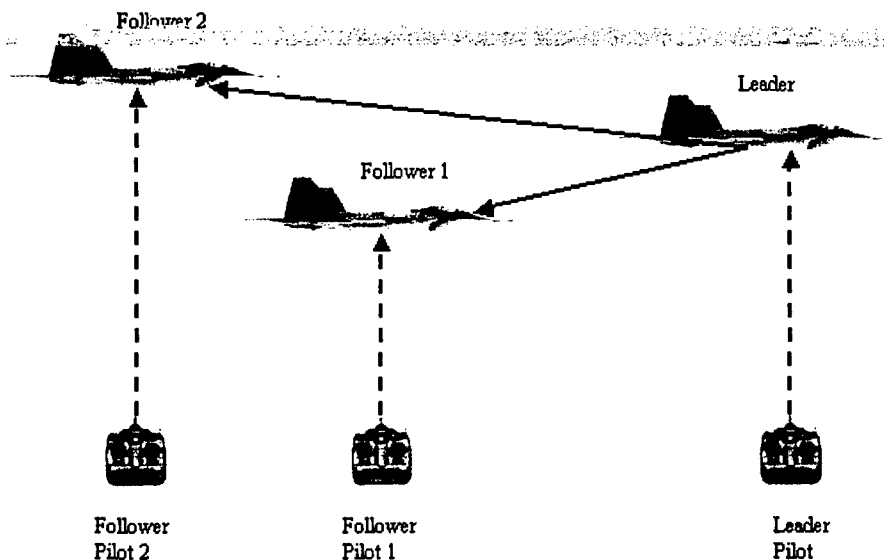 Follower 2
Leader
Follower 1
Follower
Pilot 2
Follower
Pilot 1
Leader
Pilot